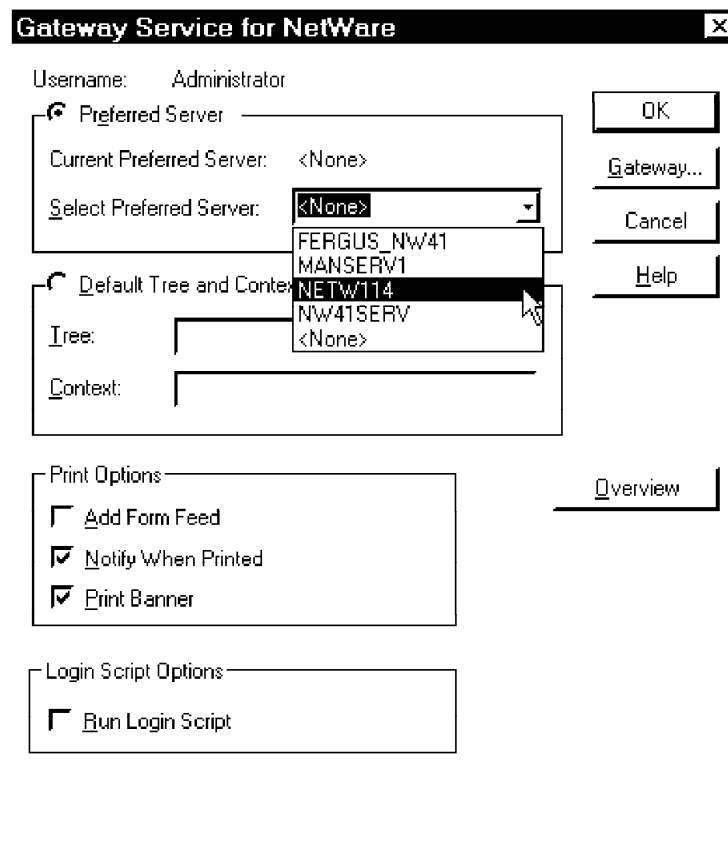 Gateway Service for NetWare
Username: Administrator
Preferred Server
OK
Current Preferred Server: <None>
Gateway...
Select Preferred Server: <None>
Cancel
FERGUS_NW41
MANSERV1
Help
Default Tree and Contex
NETW114
NW41SERV
Tree:
<None>
Context:
Print Options
Overview
Add Form Feed
Notify When Printed
Print Banner
Login Script Options
Run Login Script